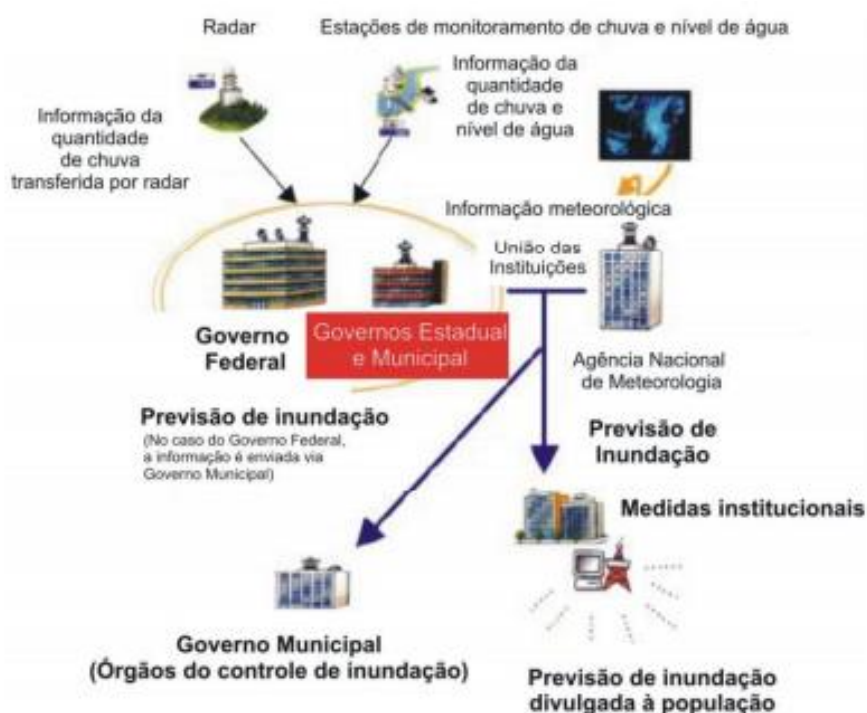 Radar
Estações de monitoramento de chuva e nível de água
Informação da
quantidade
de chuva
transferida por radar
Informação da
quantidade
de chuva e
nível de água
Informação meteorológica
União das
Instituições
Governo
Federal
Governos Estadual
e Municipal
Agência Nacional
de Meteorologia
Previsão de inundação
(No caso do Governo Federal,
a informação é enviada via
Governo Municipal)
Previsão de
Inundação
Medidas institucionais
Governo Municipal
(Órgãos do controle de inundação)
Previsão de inundação
divulgada à população